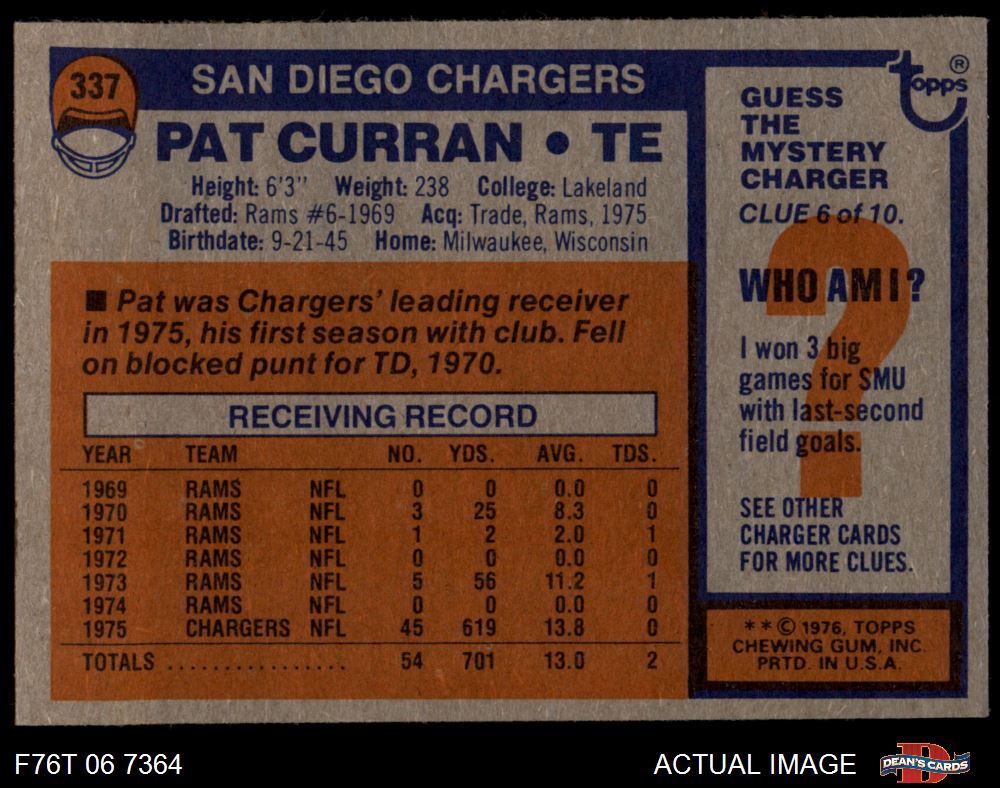 337
SAN DIEGO CHARGERS
PAT CURRAN • TE
Height: 6'3" Weight: 238 College: Lakeland
Drafted: Rams #6-1969 Acq: Trade, Rams, 1975
Birthdate: 9-21-45 Home: Milwaukee, Wisconsin
■ Pat was Chargers' leading receiver
in 1975, his first season with club. Fell
on blocked punt for TD, 1970.
RECEIVING RECORD
YEAR TEAM NO. YDS. AVG. TDS.
1969 RAMS NFL 0 0 0.0 0
1970 RAMS NFL 3 25 8.3 0
1971 RAMS NFL 1 2 2.0 1
1972 RAMS NFL 0 0 0.0 0
1973 RAMS NFL 5 56 11.2 1
1974 RAMS NFL 0 0 0.0 0
1975 CHARGERS NFL 45 619 13.8 0
TOTALS ................ 54 701 13.0 2
topps ®
GUESS
THE
MYSTERY
CHARGER
CLUE 6 of 10.
?
WHO AM I?
I won 3 big
games for SMU
with last-second
field goals.
SEE OTHER
CHARGER CARDS
FOR MORE CLUES.
**© 1976, TOPPS
CHEWING GUM, INC.
PRTD. IN U.S.A.
F76T 06 7364
ACTUAL IMAGE
D
DEAN'S CARDS